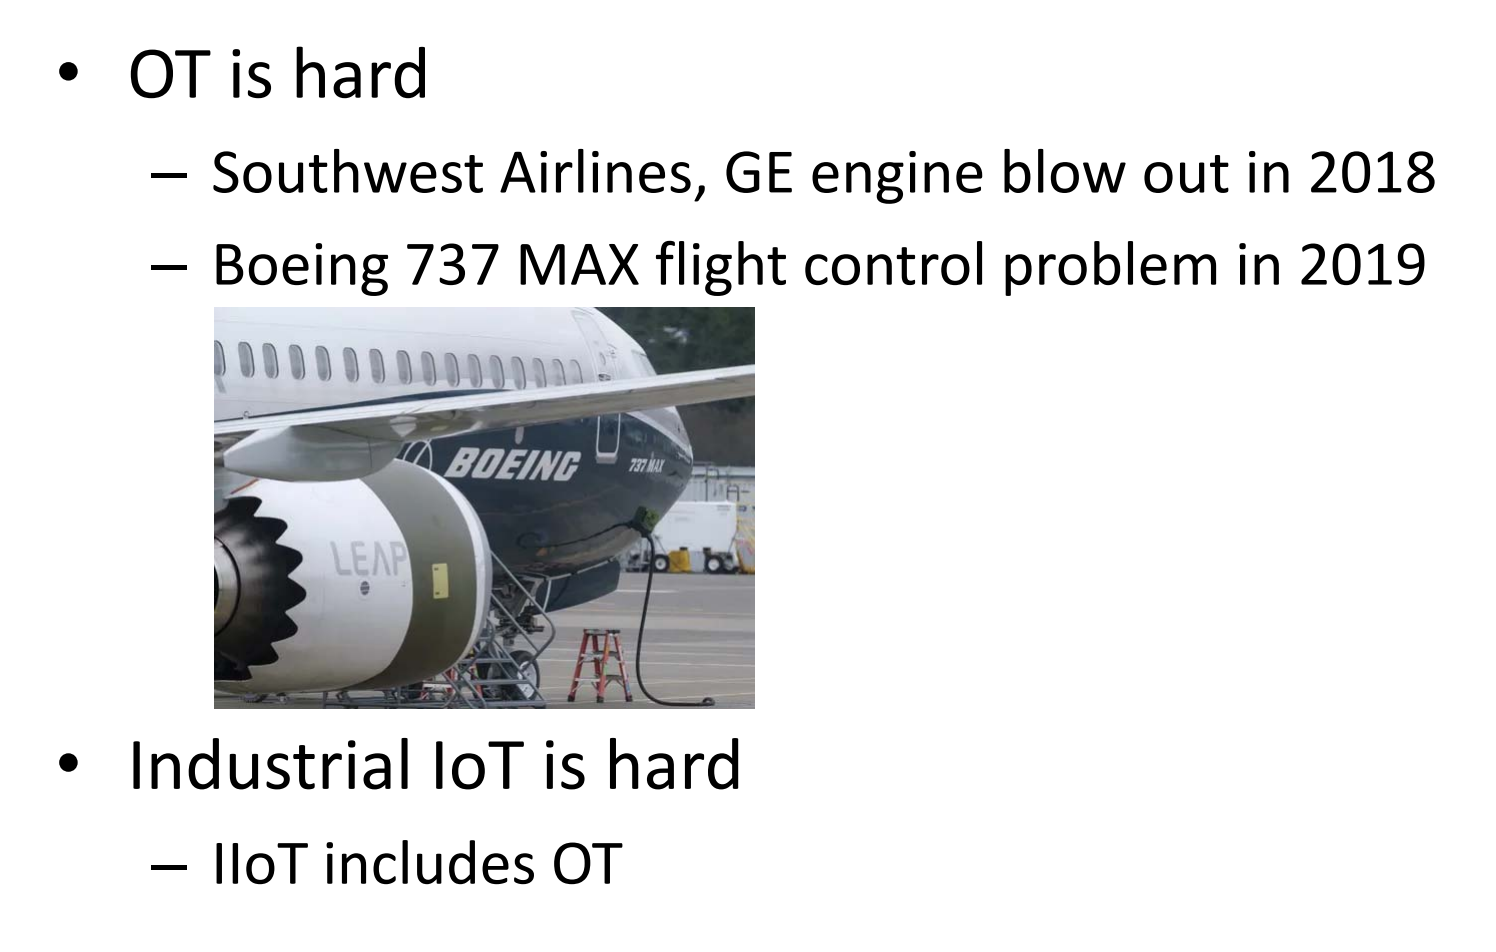 • OT is hard
– Southwest Airlines, GE engine blow out in 2018
– Boeing 737 MAX flight control problem in 2019
BOEING
737 MAX
LEAP
• Industrial IoT is hard
– IIoT includes OT